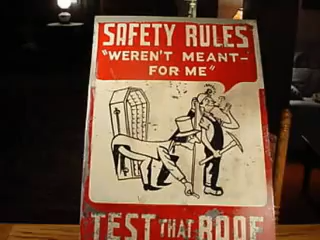 SAFETY RULES
"WEREN'T MEANT-
FOR ME"
TEST THAT ROOF